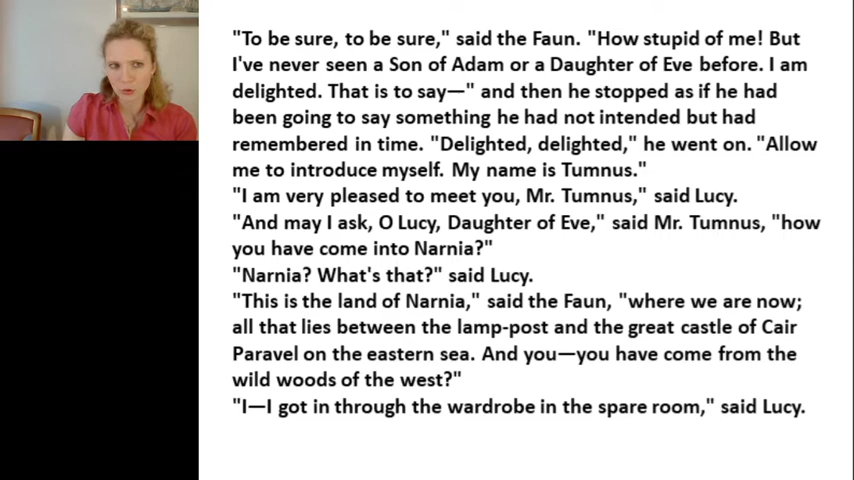 "To be sure, to be sure," said the Faun. "How stupid of me! But
I've never seen a Son of Adam or a Daughter of Eve before. I am
delighted. That is to say—" and then he stopped as if he had
been going to say something he had not intended but had
remembered in time. "Delighted, delighted," he went on. "Allow
me to introduce myself. My name is Tumnus."
"I am very pleased to meet you, Mr. Tumnus," said Lucy.
"And may I ask, O Lucy, Daughter of Eve," said Mr. Tumnus, "how
you have come into Narnia?"
"Narnia? What's that?" said Lucy.
"This is the land of Narnia," said the Faun, "where we are now;
all that lies between the lamp-post and the great castle of Cair
Paravel on the eastern sea. And you—you have come from the
wild woods of the west?"
"I—I got in through the wardrobe in the spare room," said Lucy.